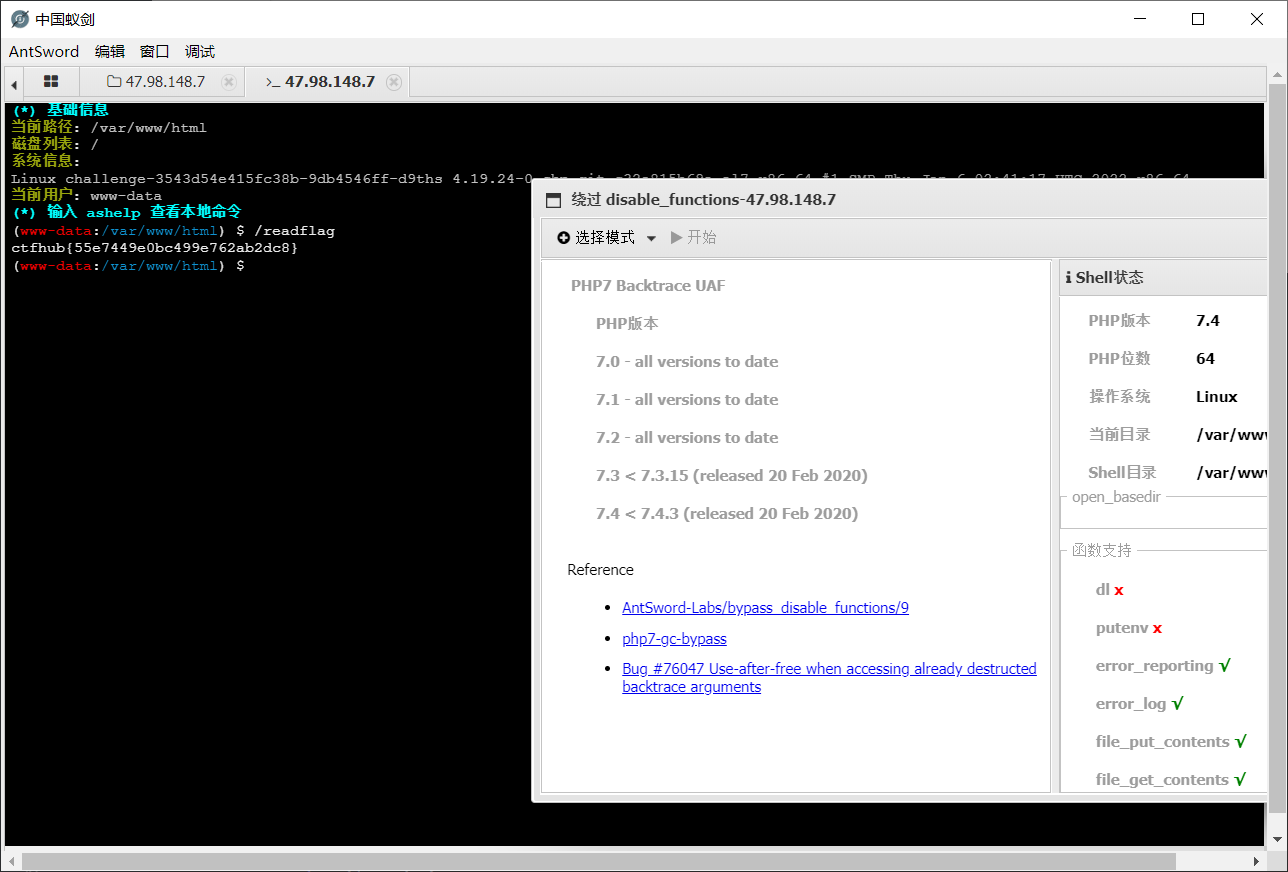 中国蚁剑
AntSword 编辑 窗口 调试
47.98.148.7 >_ 47.98.148.7
(*) 基础信息
当前路径: /var/www/html
磁盘列表: /
系统信息:
Linux challenge-3543d54e415fc38b-9db4546ff-d9ths 4.19.24-0
当前用户: www-data
(*) 输入 ashelp 查看本地命令
(www-data:/var/www/html) $ /readflag
ctfhub{55e7449e0bc499e762ab2dc8}
(www-data:/var/www/html) $
绕过 disable_functions-47.98.148.7
选择模式 开始
PHP7 Backtrace UAF
PHP版本
7.0 - all versions to date
7.1 - all versions to date
7.2 - all versions to date
7.3 < 7.3.15 (released 20 Feb 2020)
7.4 < 7.4.3 (released 20 Feb 2020)
Reference
AntSword-Labs/bypass_disable_functions/9
php7-gc-bypass
Bug #76047 Use-after-free when accessing already destructed
backtrace arguments
Shell状态
PHP版本 7.4
PHP位数 64
操作系统 Linux
当前目录 /var/ww
Shell目录 /var/ww
open_basedir
函数支持
dl x
putenv x
error_reporting √
error_log √
file_put_contents √
file_get_contents √